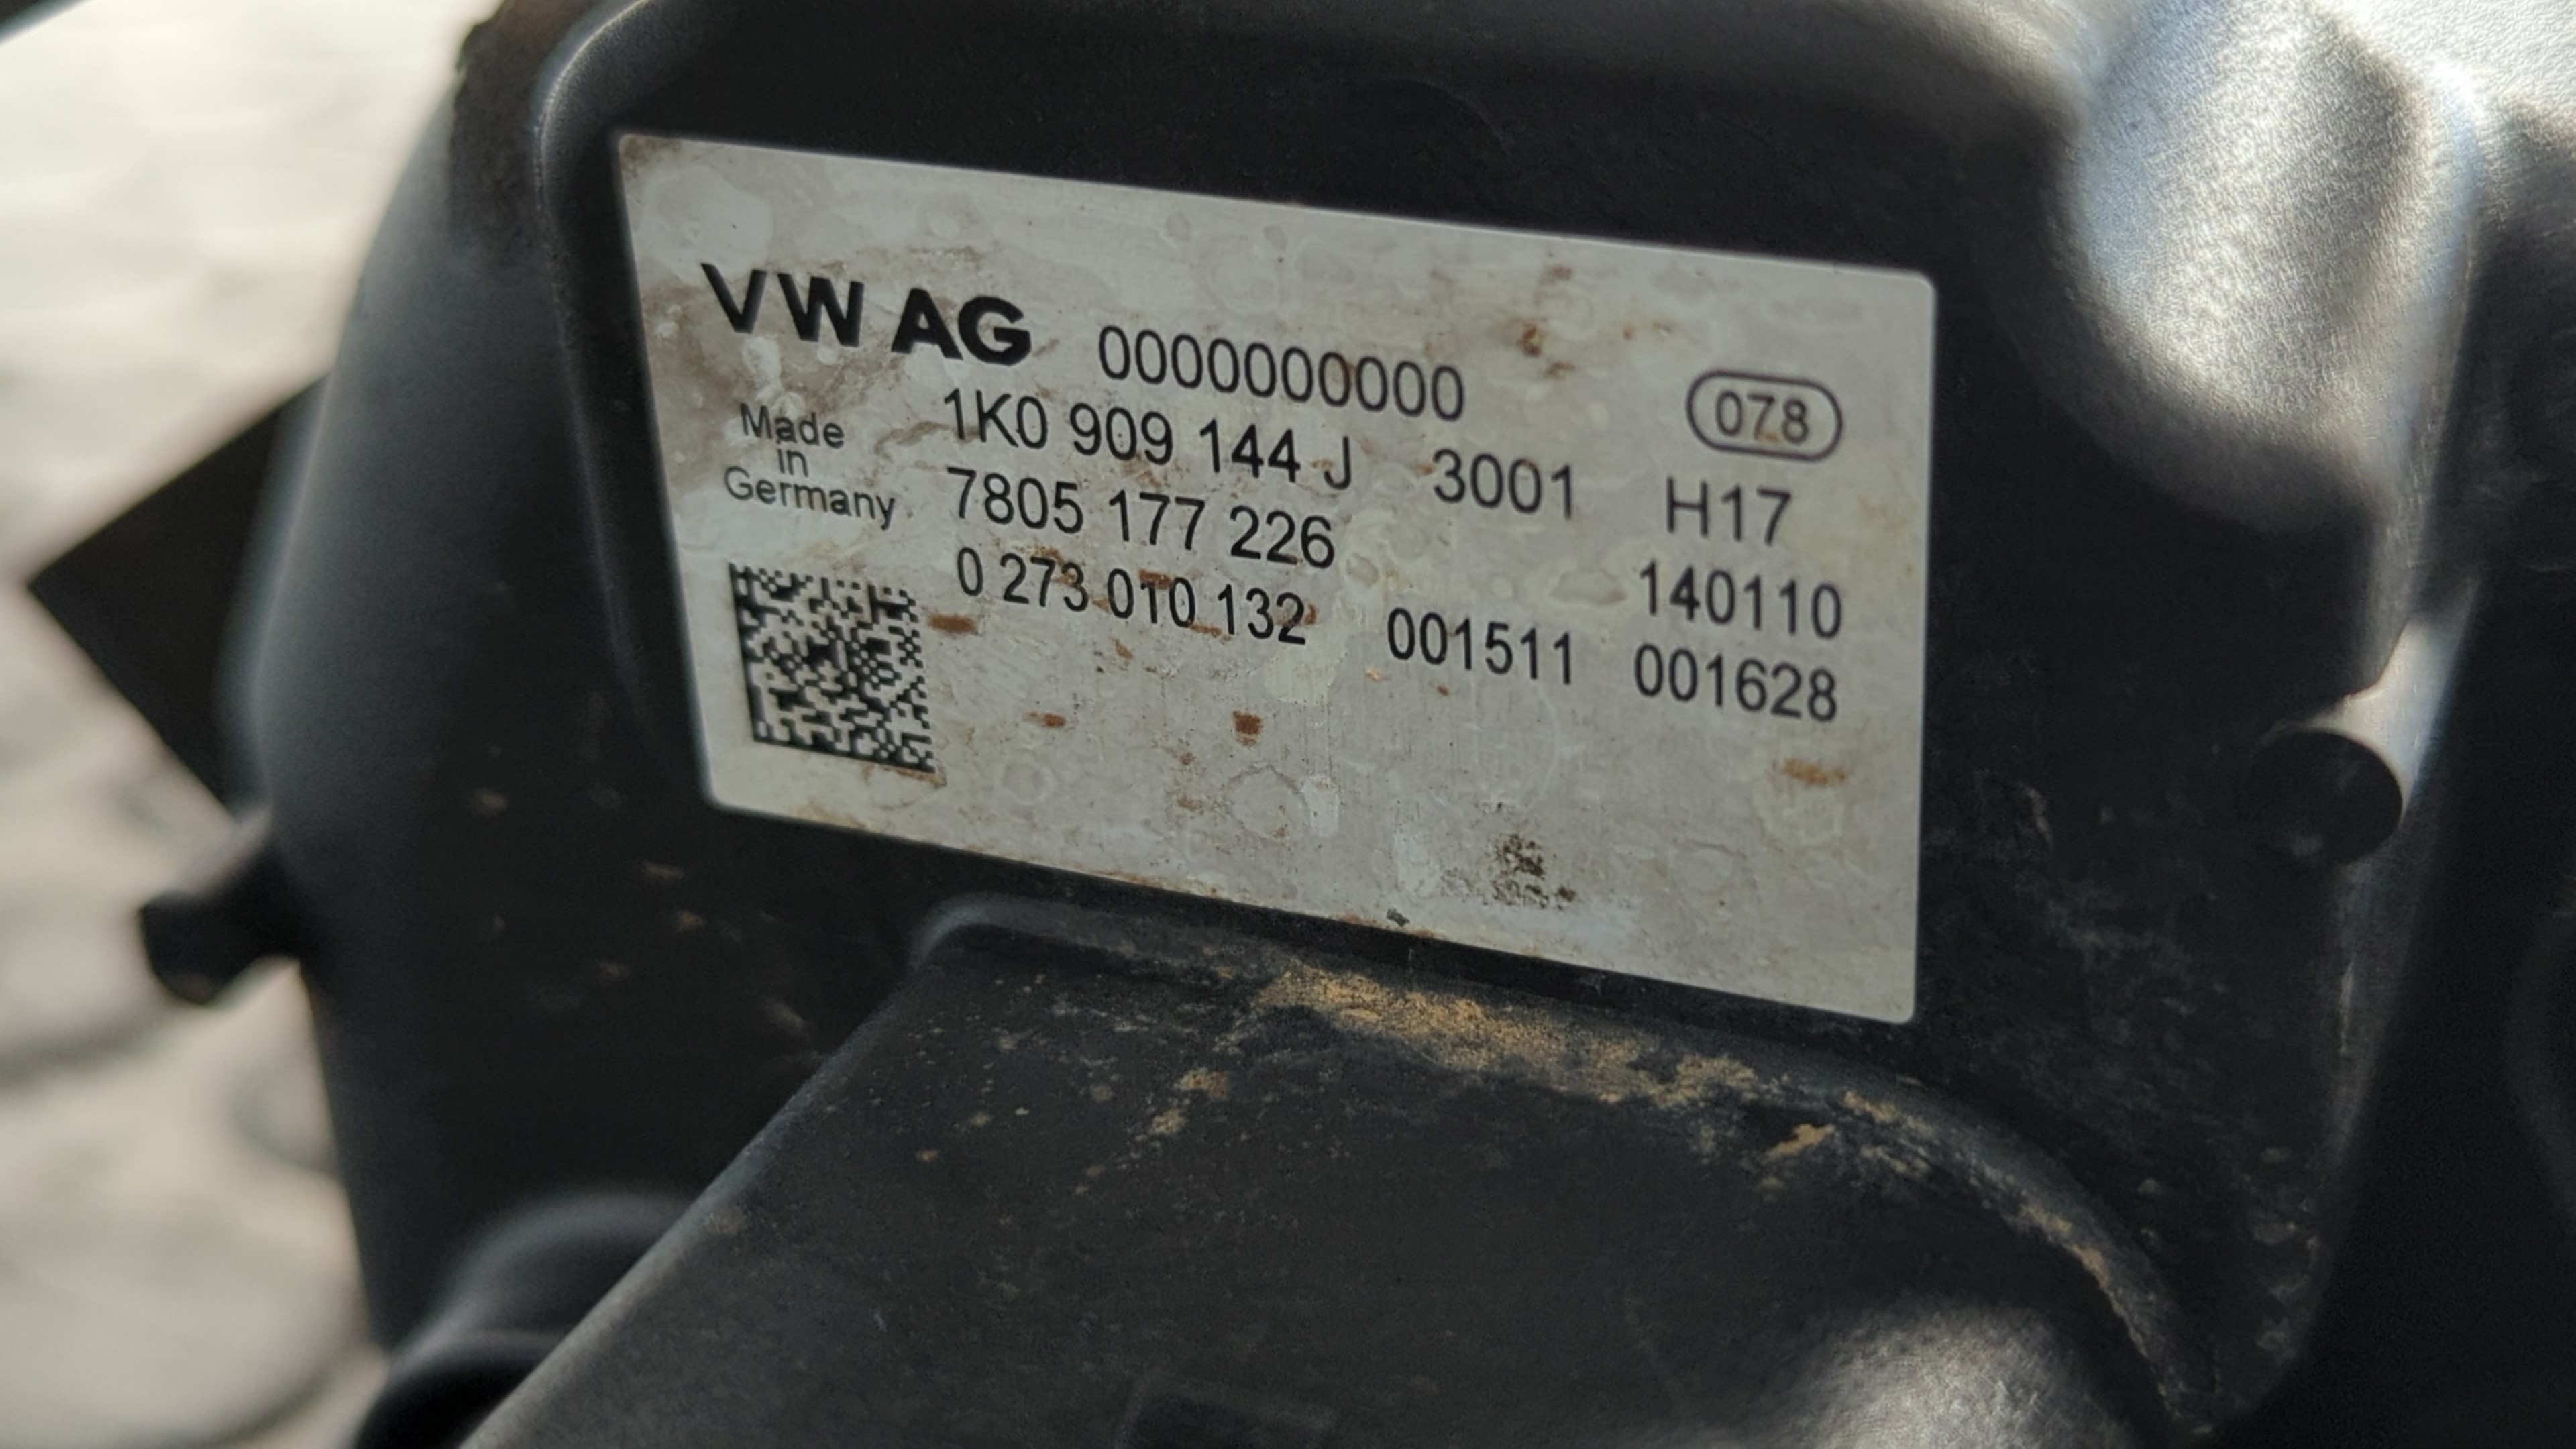 VW AG 0000000000 078
Made in Germany
1K0 909 144 J 3001 H17
7805 177 226 140110
0 273 010 132 001511 001628